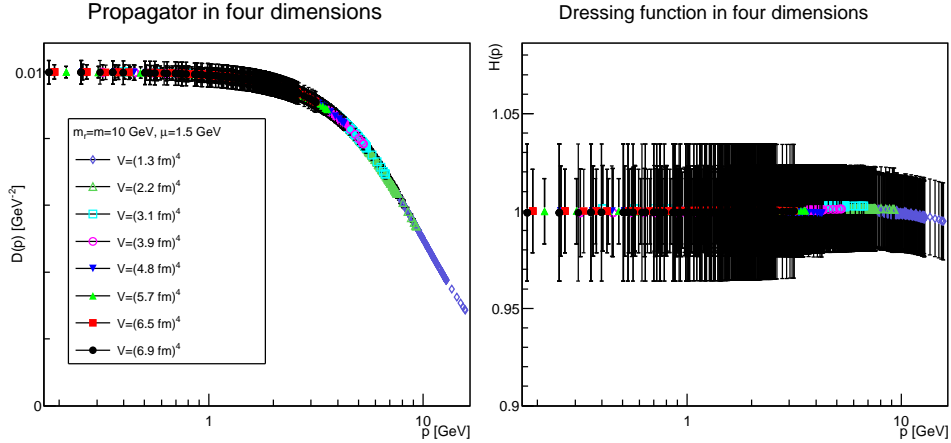 Propagator in four dimensions
D(p) [GeV⁻²]
0.01
0
mᵣ=m=10 GeV, μ=1.5 GeV
V=(1.3 fm)⁴
V=(2.2 fm)⁴
V=(3.1 fm)⁴
V=(3.9 fm)⁴
V=(4.8 fm)⁴
V=(5.7 fm)⁴
V=(6.5 fm)⁴
V=(6.9 fm)⁴
1
10
p [GeV]
Dressing function in four dimensions
H(p)
1.05
1
0.95
0.9
1
10
p [GeV]